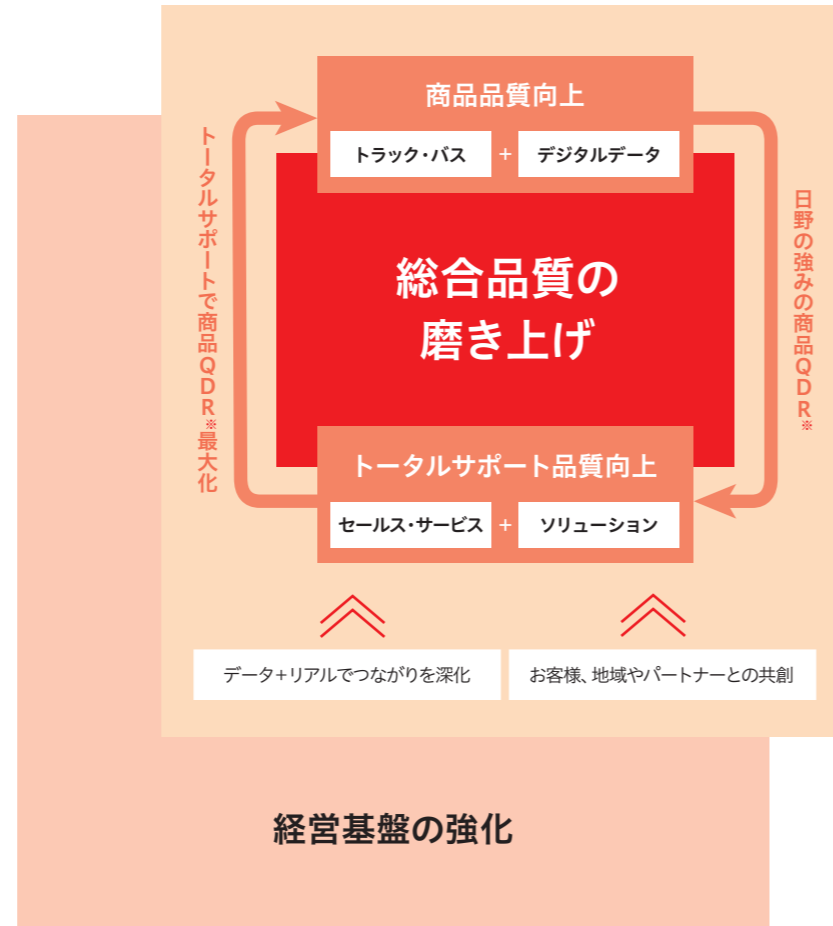 商品品質向上
トラック・バス + デジタルデータ
トータルサポートで商品QDR※最大化
日野の強みの商品QDR※
総合品質の
磨き上げ
トータルサポート品質向上
セールス・サービス + ソリューション
データ+リアルでつながりを深化
お客様、地域やパートナーとの共創
経営基盤の強化